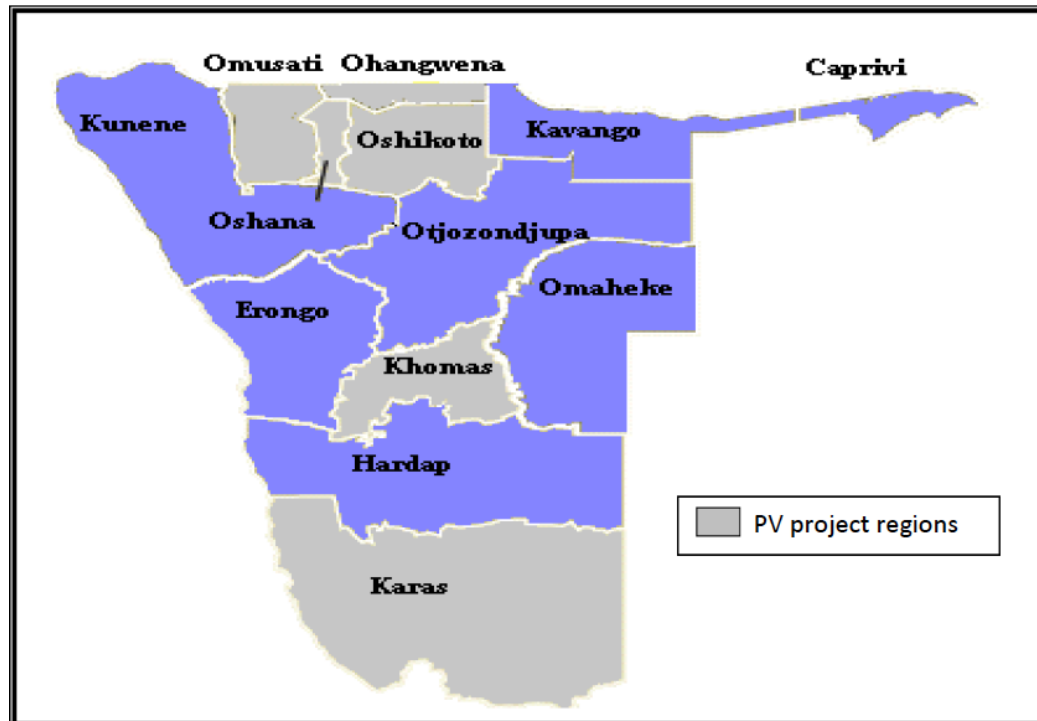 Omusati Ohangwena
Caprivi
Kunene
Kavango
Oshikoto
Oshana
Otjozondjupa
Omaheke
Erongo
Khomas
Hardap
PV project regions
Karas